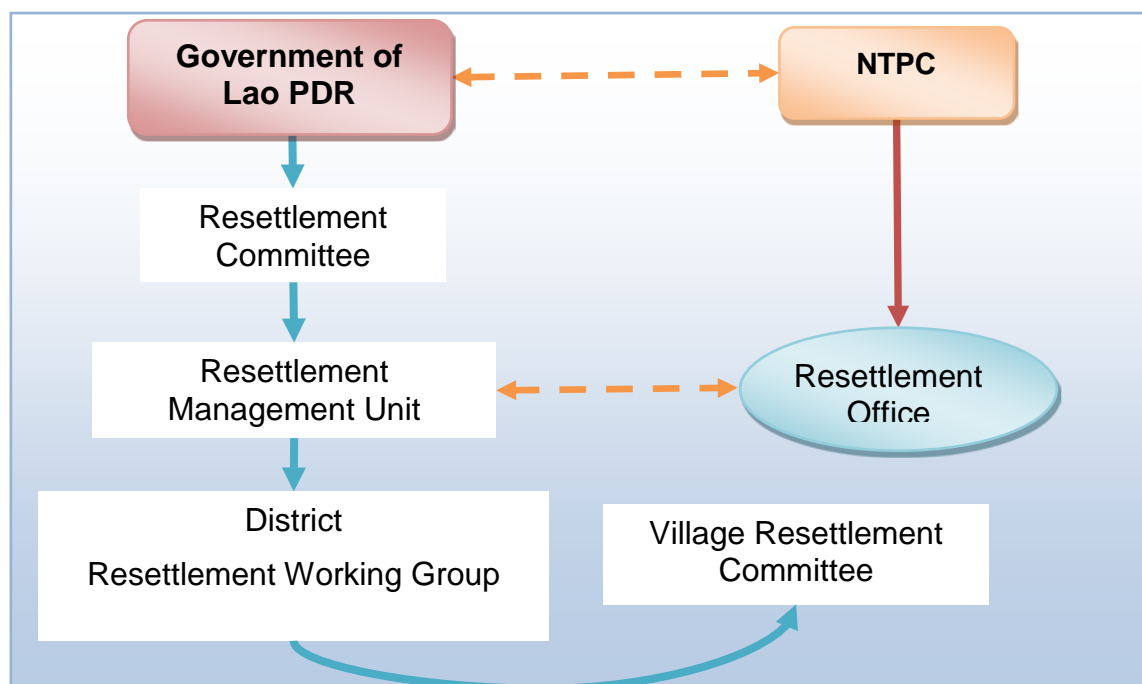 Government of
Lao PDR
NTPC
Resettlement
Committee
Resettlement
Management Unit
Resettlement
Office
District
Resettlement Working Group
Village Resettlement
Committee